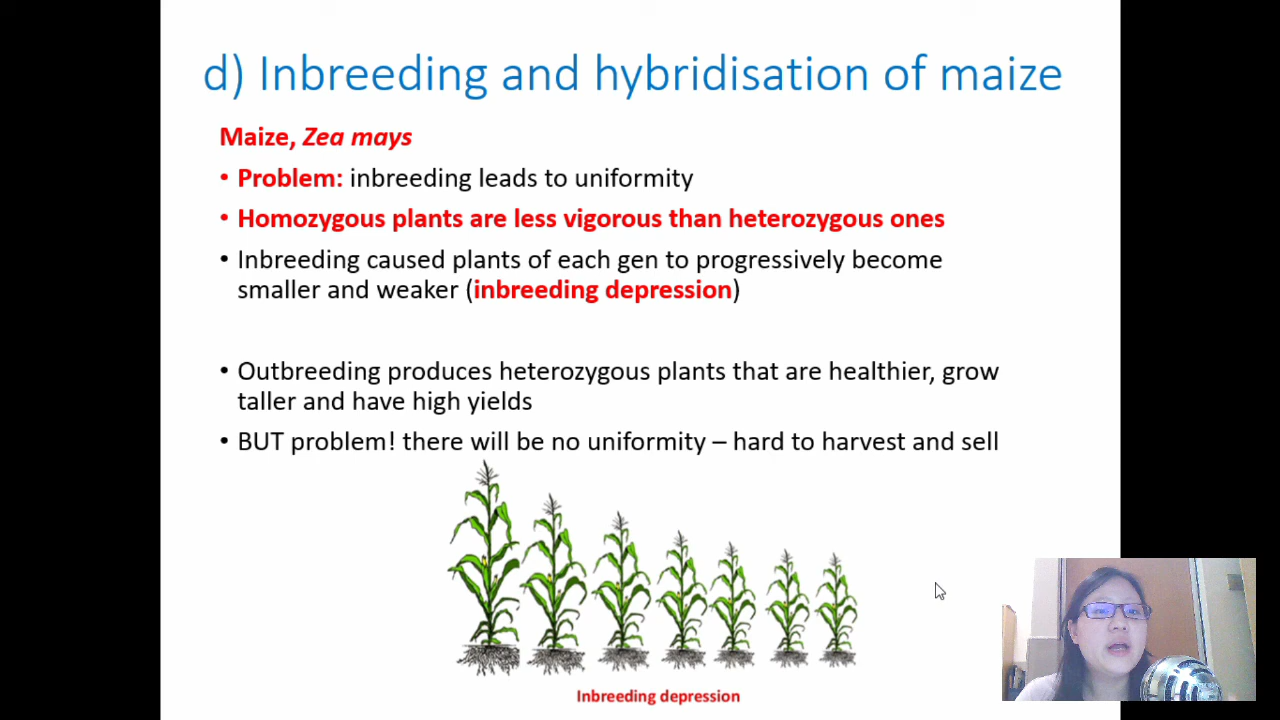 d) Inbreeding and hybridisation of maize
Maize, Zea mays
• Problem: inbreeding leads to uniformity
• Homozygous plants are less vigorous than heterozygous ones
• Inbreeding caused plants of each gen to progressively become
smaller and weaker (inbreeding depression)
• Outbreeding produces heterozygous plants that are healthier, grow
taller and have high yields
• BUT problem! there will be no uniformity – hard to harvest and sell
Inbreeding depression